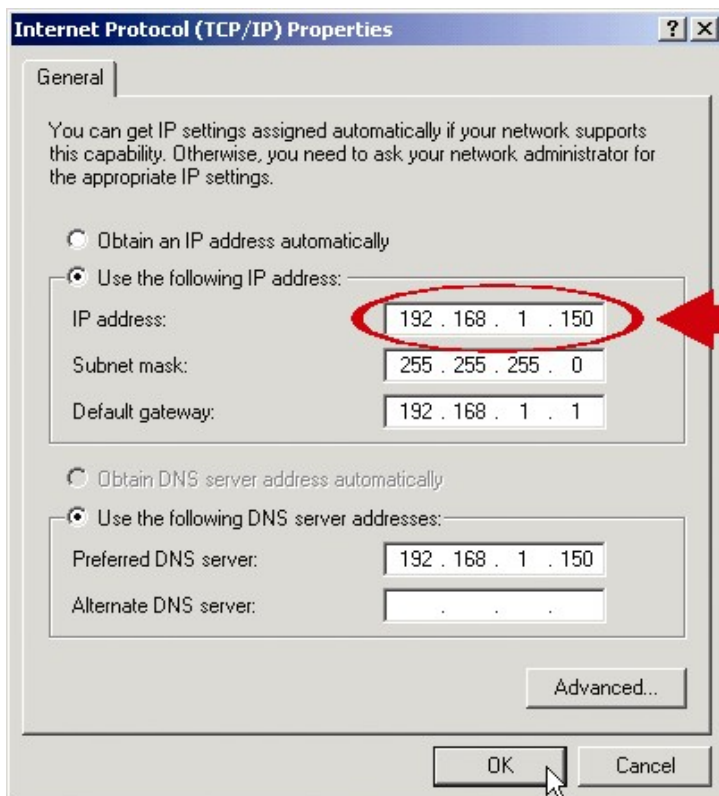 Internet Protocol (TCP/IP) Properties
General
You can get IP settings assigned automatically if your network supports
this capability. Otherwise, you need to ask your network administrator for
the appropriate IP settings.
Obtain an IP address automatically
Use the following IP address:
IP address: 192 . 168 . 1 . 150
Subnet mask: 255 . 255 . 255 . 0
Default gateway: 192 . 168 . 1 . 1
Obtain DNS server address automatically
Use the following DNS server addresses:
Preferred DNS server: 192 . 168 . 1 . 150
Alternate DNS server: . . .
Advanced...
OK Cancel